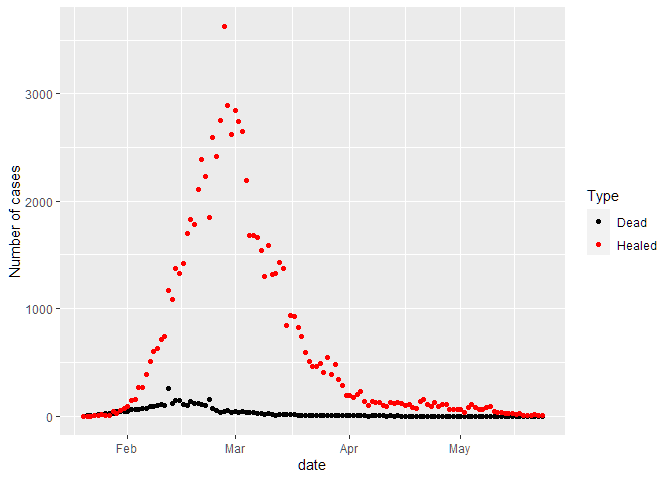 3000
2000
1000
0
Number of cases
Feb
Mar
Apr
May
date
Type
Dead
Healed